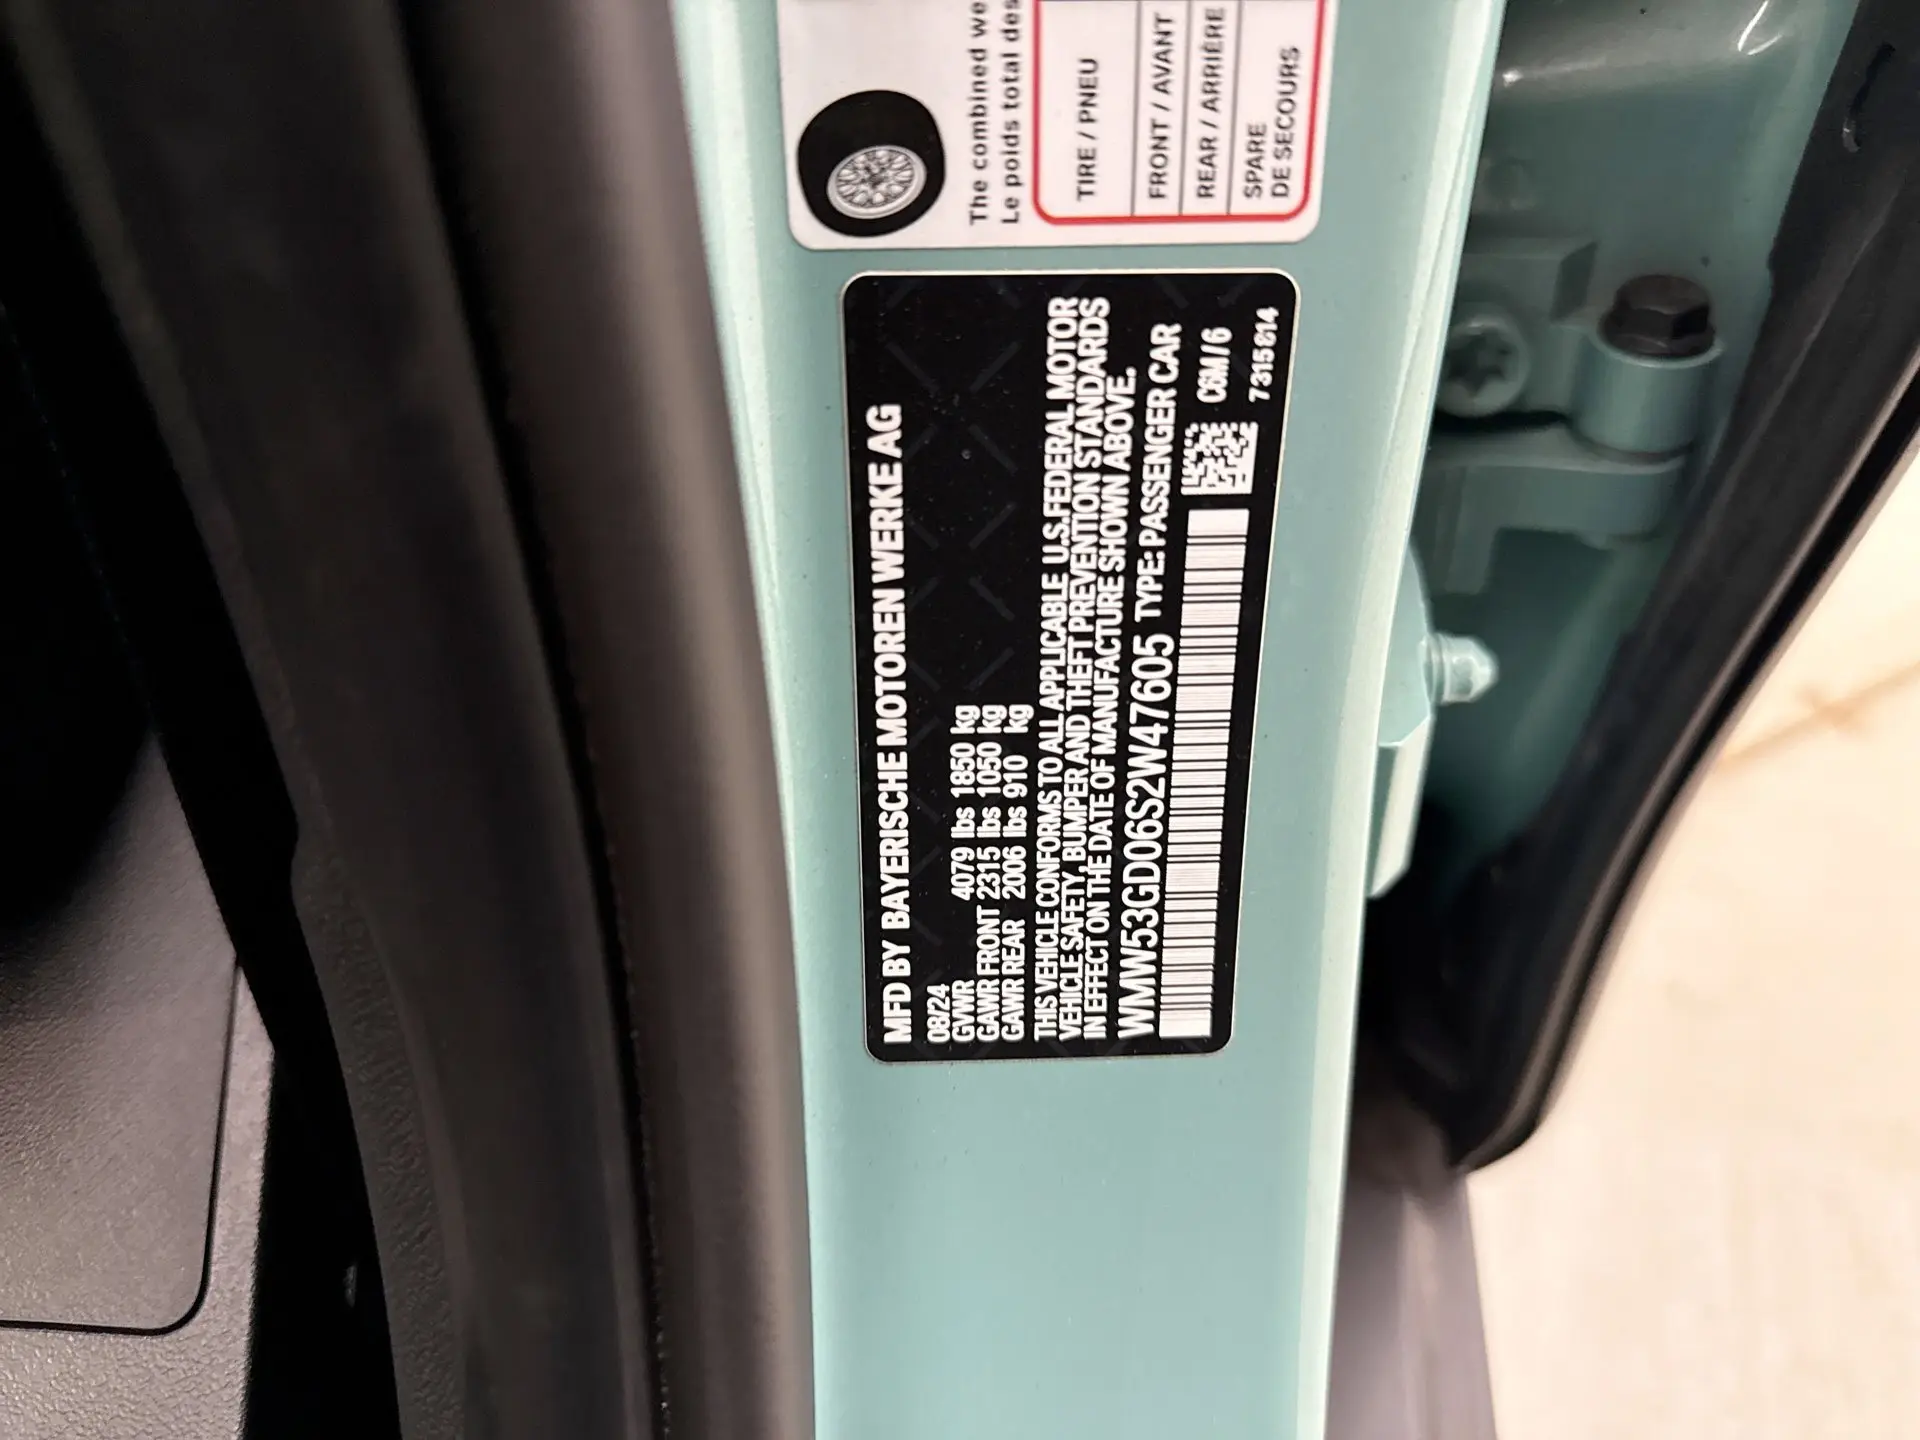 The combined we
Le poids total des
TIRE / PNEU
FRONT / AVANT
REAR / ARRIÈRE
SPARE
DE SECOURS
MFD BY BAYERISCHE MOTOREN WERKE AG
08/24
GVWR 4079 lbs 1850 kg
GAWR FRONT 2315 lbs 1050 kg
GAWR REAR 2006 lbs 910 kg
THIS VEHICLE CONFORMS TO ALL APPLICABLE U.S.FEDERAL MOTOR
VEHICLE SAFETY, BUMPER AND THEFT PREVENTION STANDARDS
IN EFFECT ON THE DATE OF MANUFACTURE SHOWN ABOVE.
WMW53GD06S2W47605 TYPE: PASSENGER CAR
C6M/6
7315614